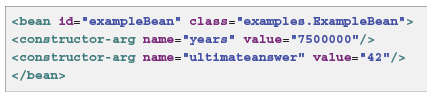 <bean id="exampleBean" class="examples.ExampleBean">
<constructor-arg name="years" value="7500000"/>
<constructor-arg name="ultimateanswer" value="42"/>
</bean>